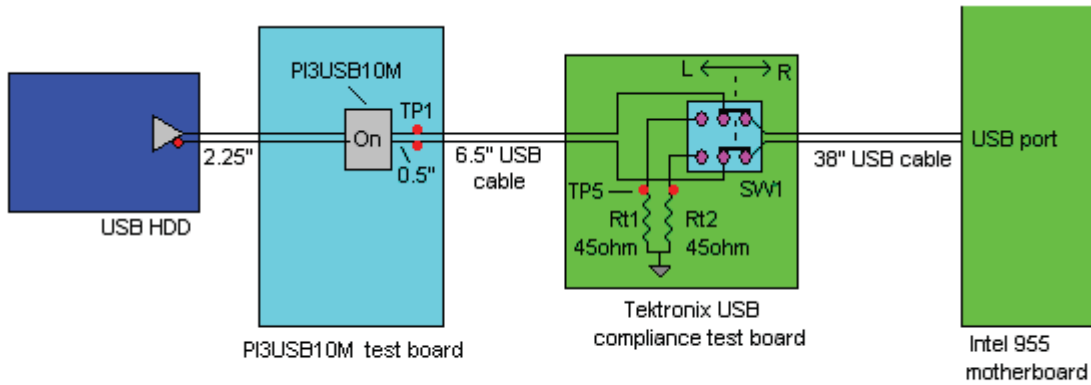 PI3USB10M
TP1
On
2.25"
0.5"
6.5" USB
cable
USB HDD
PI3USB10M test board
L
R
SW1
TP5
Rt1
45ohm
Rt2
45ohm
Tektronix USB
compliance test board
38" USB cable
USB port
Intel 955
motherboard